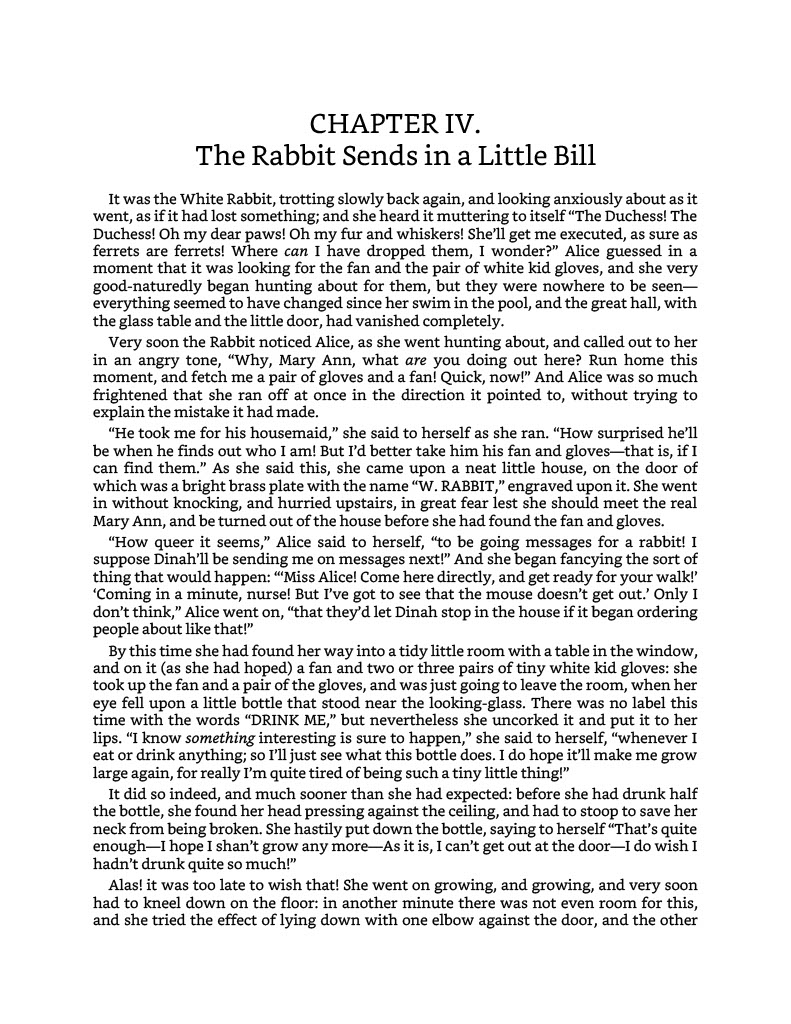 CHAPTER IV.
The Rabbit Sends in a Little Bill
It was the White Rabbit, trotting slowly back again, and looking anxiously about as it
went, as if it had lost something; and she heard it muttering to itself “The Duchess! The
Duchess! Oh my dear paws! Oh my fur and whiskers! She’ll get me executed, as sure as
ferrets are ferrets! Where can I have dropped them, I wonder?” Alice guessed in a
moment that it was looking for the fan and the pair of white kid gloves, and she very
good-naturedly began hunting about for them, but they were nowhere to be seen—
everything seemed to have changed since her swim in the pool, and the great hall, with
the glass table and the little door, had vanished completely.
Very soon the Rabbit noticed Alice, as she went hunting about, and called out to her
in an angry tone, “Why, Mary Ann, what are you doing out here? Run home this
moment, and fetch me a pair of gloves and a fan! Quick, now!” And Alice was so much
frightened that she ran off at once in the direction it pointed to, without trying to
explain the mistake it had made.
“He took me for his housemaid,” she said to herself as she ran. “How surprised he’ll
be when he finds out who I am! But I’d better take him his fan and gloves—that is, if I
can find them.” As she said this, she came upon a neat little house, on the door of
which was a bright brass plate with the name “W. RABBIT,” engraved upon it. She went
in without knocking, and hurried upstairs, in great fear lest she should meet the real
Mary Ann, and be turned out of the house before she had found the fan and gloves.
“How queer it seems,” Alice said to herself, “to be going messages for a rabbit! I
suppose Dinah’ll be sending me on messages next!” And she began fancying the sort of
thing that would happen: “‘Miss Alice! Come here directly, and get ready for your walk!’
‘Coming in a minute, nurse! But I’ve got to see that the mouse doesn’t get out.’ Only I
don’t think,” Alice went on, “that they’d let Dinah stop in the house if it began ordering
people about like that!”
By this time she had found her way into a tidy little room with a table in the window,
and on it (as she had hoped) a fan and two or three pairs of tiny white kid gloves: she
took up the fan and a pair of the gloves, and was just going to leave the room, when her
eye fell upon a little bottle that stood near the looking-glass. There was no label this
time with the words “DRINK ME,” but nevertheless she uncorked it and put it to her
lips. “I know something interesting is sure to happen,” she said to herself, “whenever I
eat or drink anything; so I’ll just see what this bottle does. I do hope it’ll make me grow
large again, for really I’m quite tired of being such a tiny little thing!”
It did so indeed, and much sooner than she had expected: before she had drunk half
the bottle, she found her head pressing against the ceiling, and had to stoop to save her
neck from being broken. She hastily put down the bottle, saying to herself “That’s quite
enough—I hope I shan’t grow any more—As it is, I can’t get out at the door—I do wish I
hadn’t drunk quite so much!”
Alas! it was too late to wish that! She went on growing, and growing, and very soon
had to kneel down on the floor: in another minute there was not even room for this,
and she tried the effect of lying down with one elbow against the door, and the other